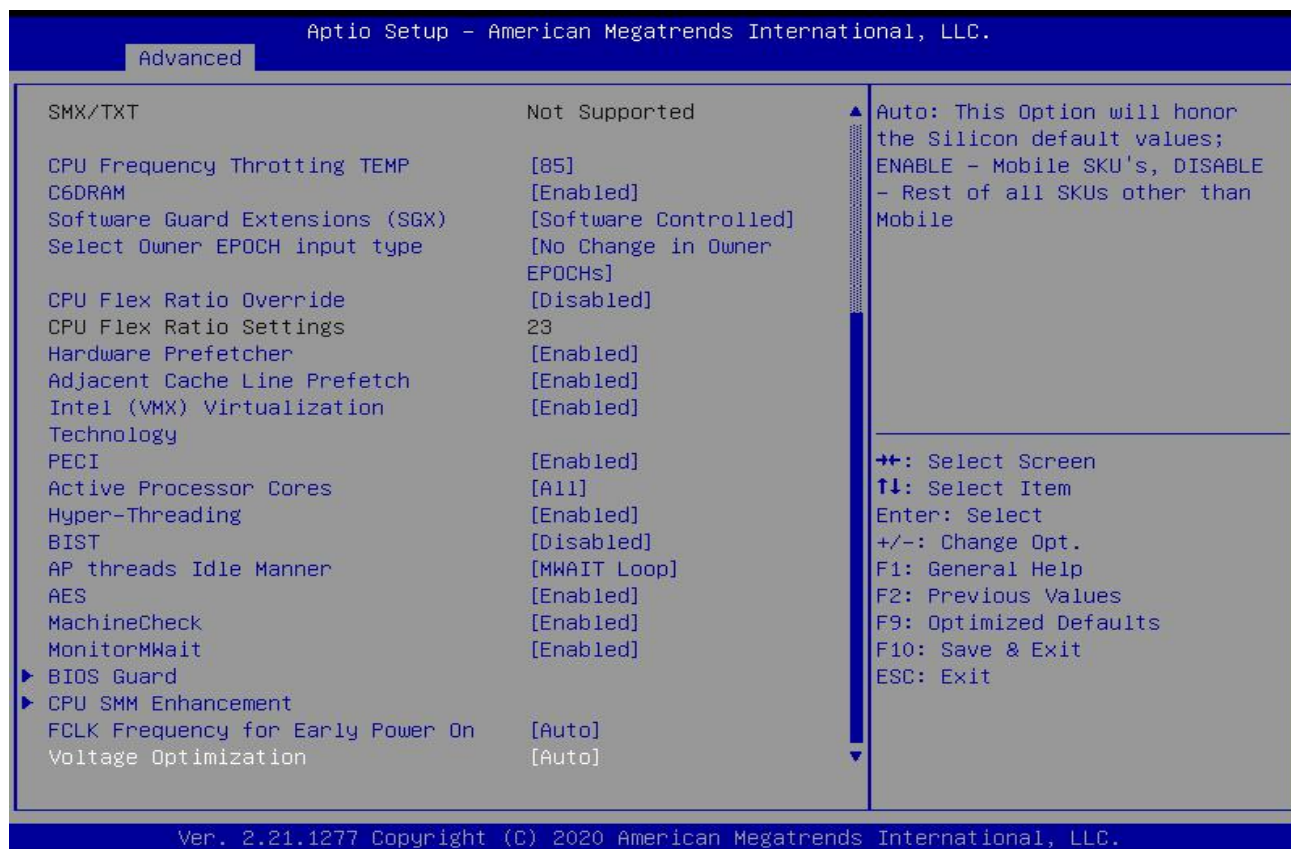 Aptio Setup – American Megatrends International, LLC.
Advanced
SMX/TXT Not Supported
CPU Frequency Throtting TEMP [85]
C6DRAM [Enabled]
Software Guard Extensions (SGX) [Software Controlled]
Select Owner EPOCH input type [No Change in Owner
EPOCHs]
CPU Flex Ratio Override [Disabled]
CPU Flex Ratio Settings 23
Hardware Prefetcher [Enabled]
Adjacent Cache Line Prefetch [Enabled]
Intel (VMX) Virtualization [Enabled]
Technology
PECI [Enabled]
Active Processor Cores [All]
Hyper-Threading [Enabled]
BIST [Disabled]
AP threads Idle Manner [MWAIT Loop]
AES [Enabled]
MachineCheck [Enabled]
MonitorMWait [Enabled]
BIOS Guard
CPU SMM Enhancement
FCLK Frequency for Early Power On [Auto]
Voltage Optimization [Auto]
Auto: This Option will honor
the Silicon default values;
ENABLE – Mobile SKU's, DISABLE
– Rest of all SKUs other than
Mobile
→←: Select Screen
↑↓: Select Item
Enter: Select
+/-: Change Opt.
F1: General Help
F2: Previous Values
F9: Optimized Defaults
F10: Save & Exit
ESC: Exit
Ver. 2.21.1277 Copyright (C) 2020 American Megatrends International, LLC.